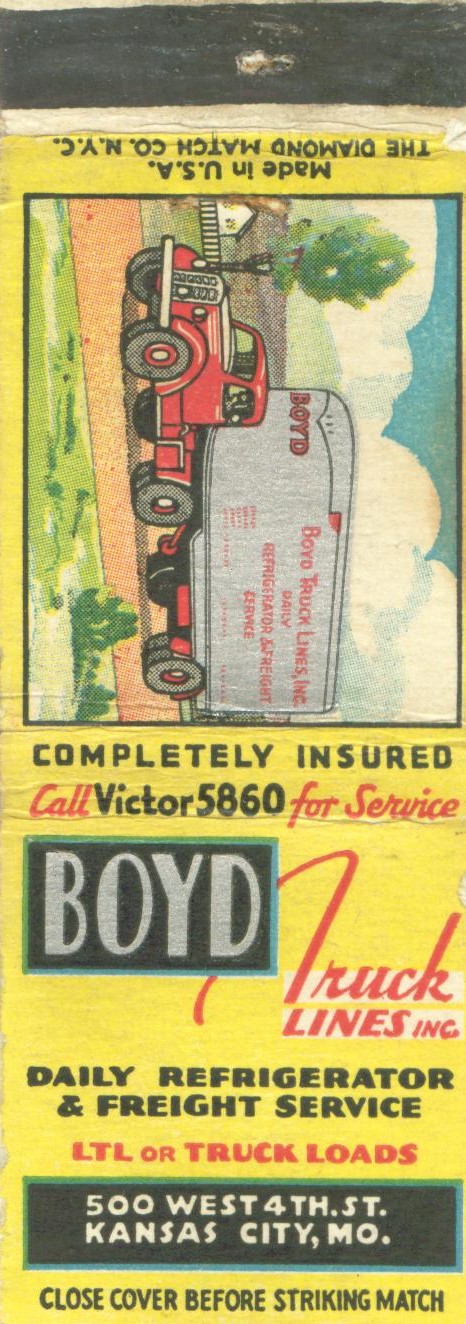 THE DIAMOND MATCH CO. N.Y.C.
Made in U.S.A.
BOYD
BOYD TRUCK LINES, INC.
DAILY
REFRIGERATOR & FREIGHT
SERVICE
COMPLETELY INSURED
Call Victor 5860 for Service
BOYD Truck
LINES INC.
DAILY REFRIGERATOR
& FREIGHT SERVICE
LTL OR TRUCK LOADS
500 WEST 4TH. ST.
KANSAS CITY, MO.
CLOSE COVER BEFORE STRIKING MATCH